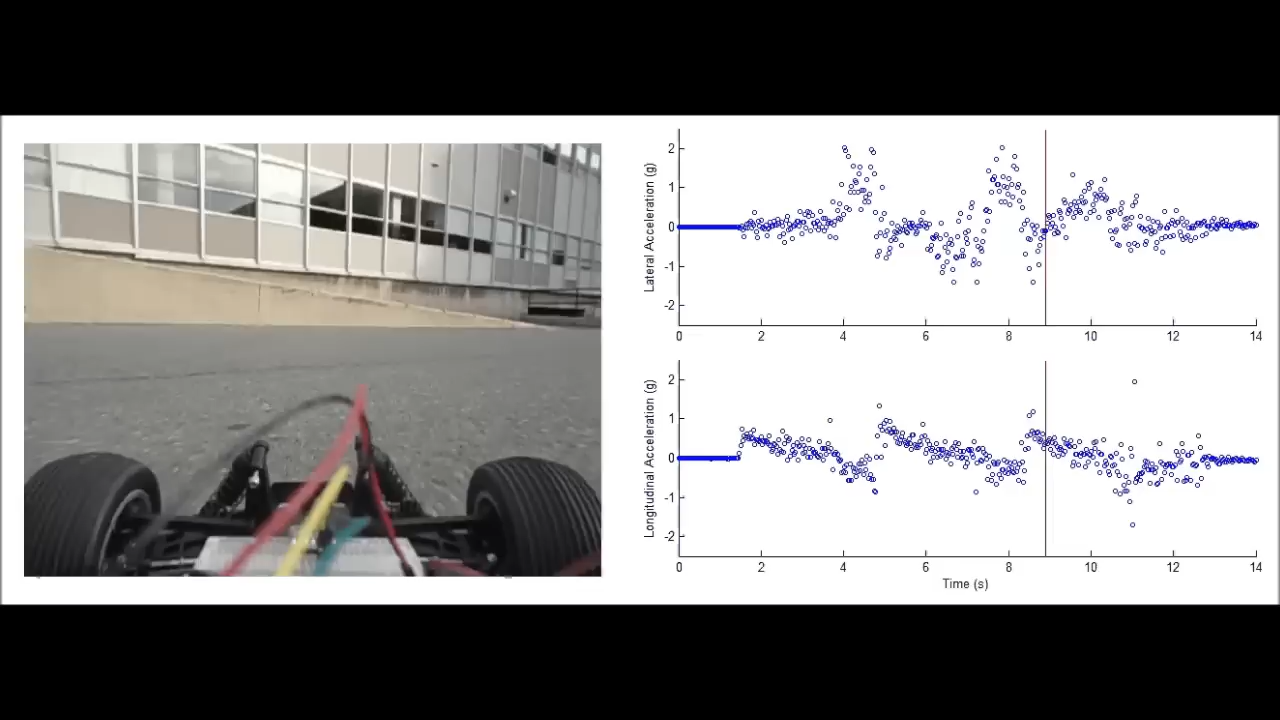 Lateral Acceleration (g)
2
1
0
-1
-2
0 2 4 6 8 10 12 14
Longitudinal Acceleration (g)
2
1
0
-1
-2
0 2 4 6 8 10 12 14
Time (s)